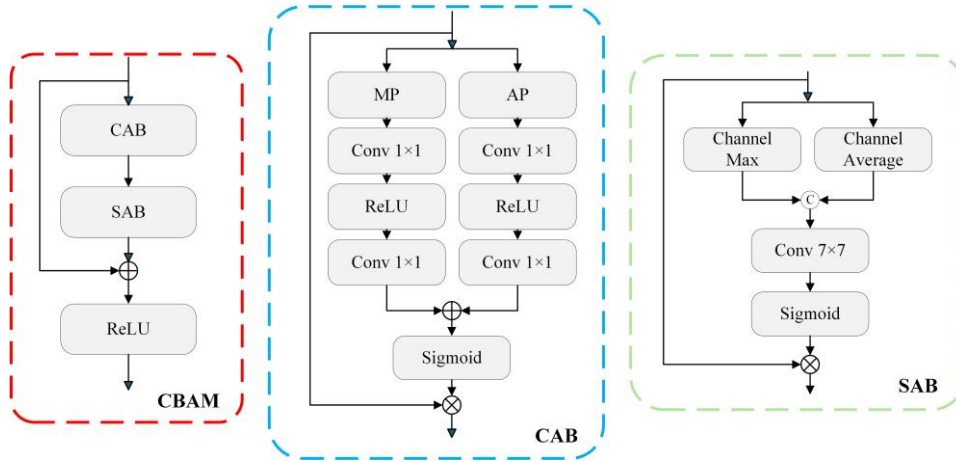 CAB
SAB
ReLU
CBAM
MP AP
Conv 1×1 Conv 1×1
ReLU ReLU
Conv 1×1 Conv 1×1
Sigmoid
CAB
Channel Max
Channel Average
C
Conv 7×7
Sigmoid
SAB